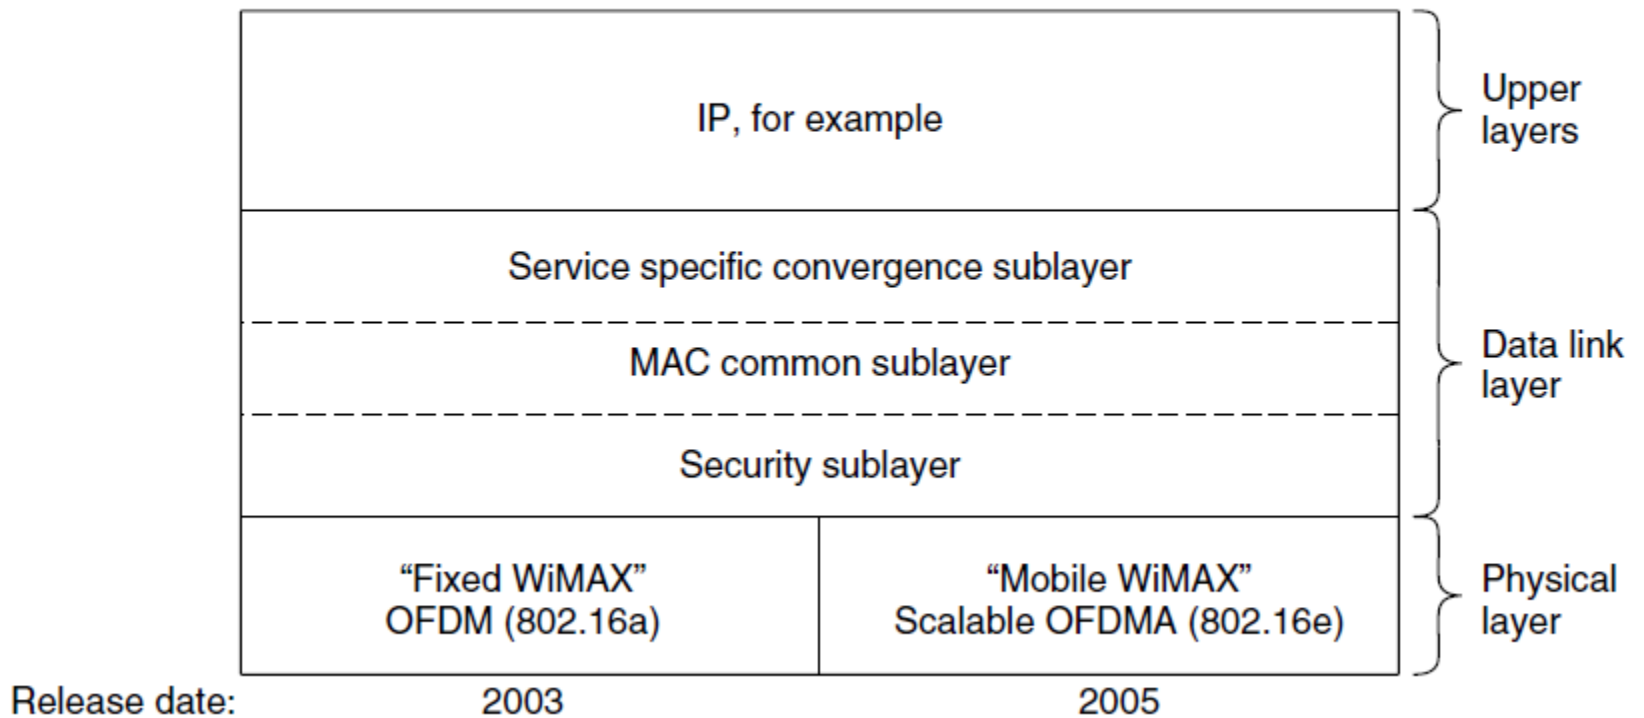 IP, for example
Upper
layers
Service specific convergence sublayer
MAC common sublayer
Security sublayer
Data link
layer
“Fixed WiMAX”
OFDM (802.16a)
“Mobile WiMAX”
Scalable OFDMA (802.16e)
Physical
layer
Release date: 2003 2005